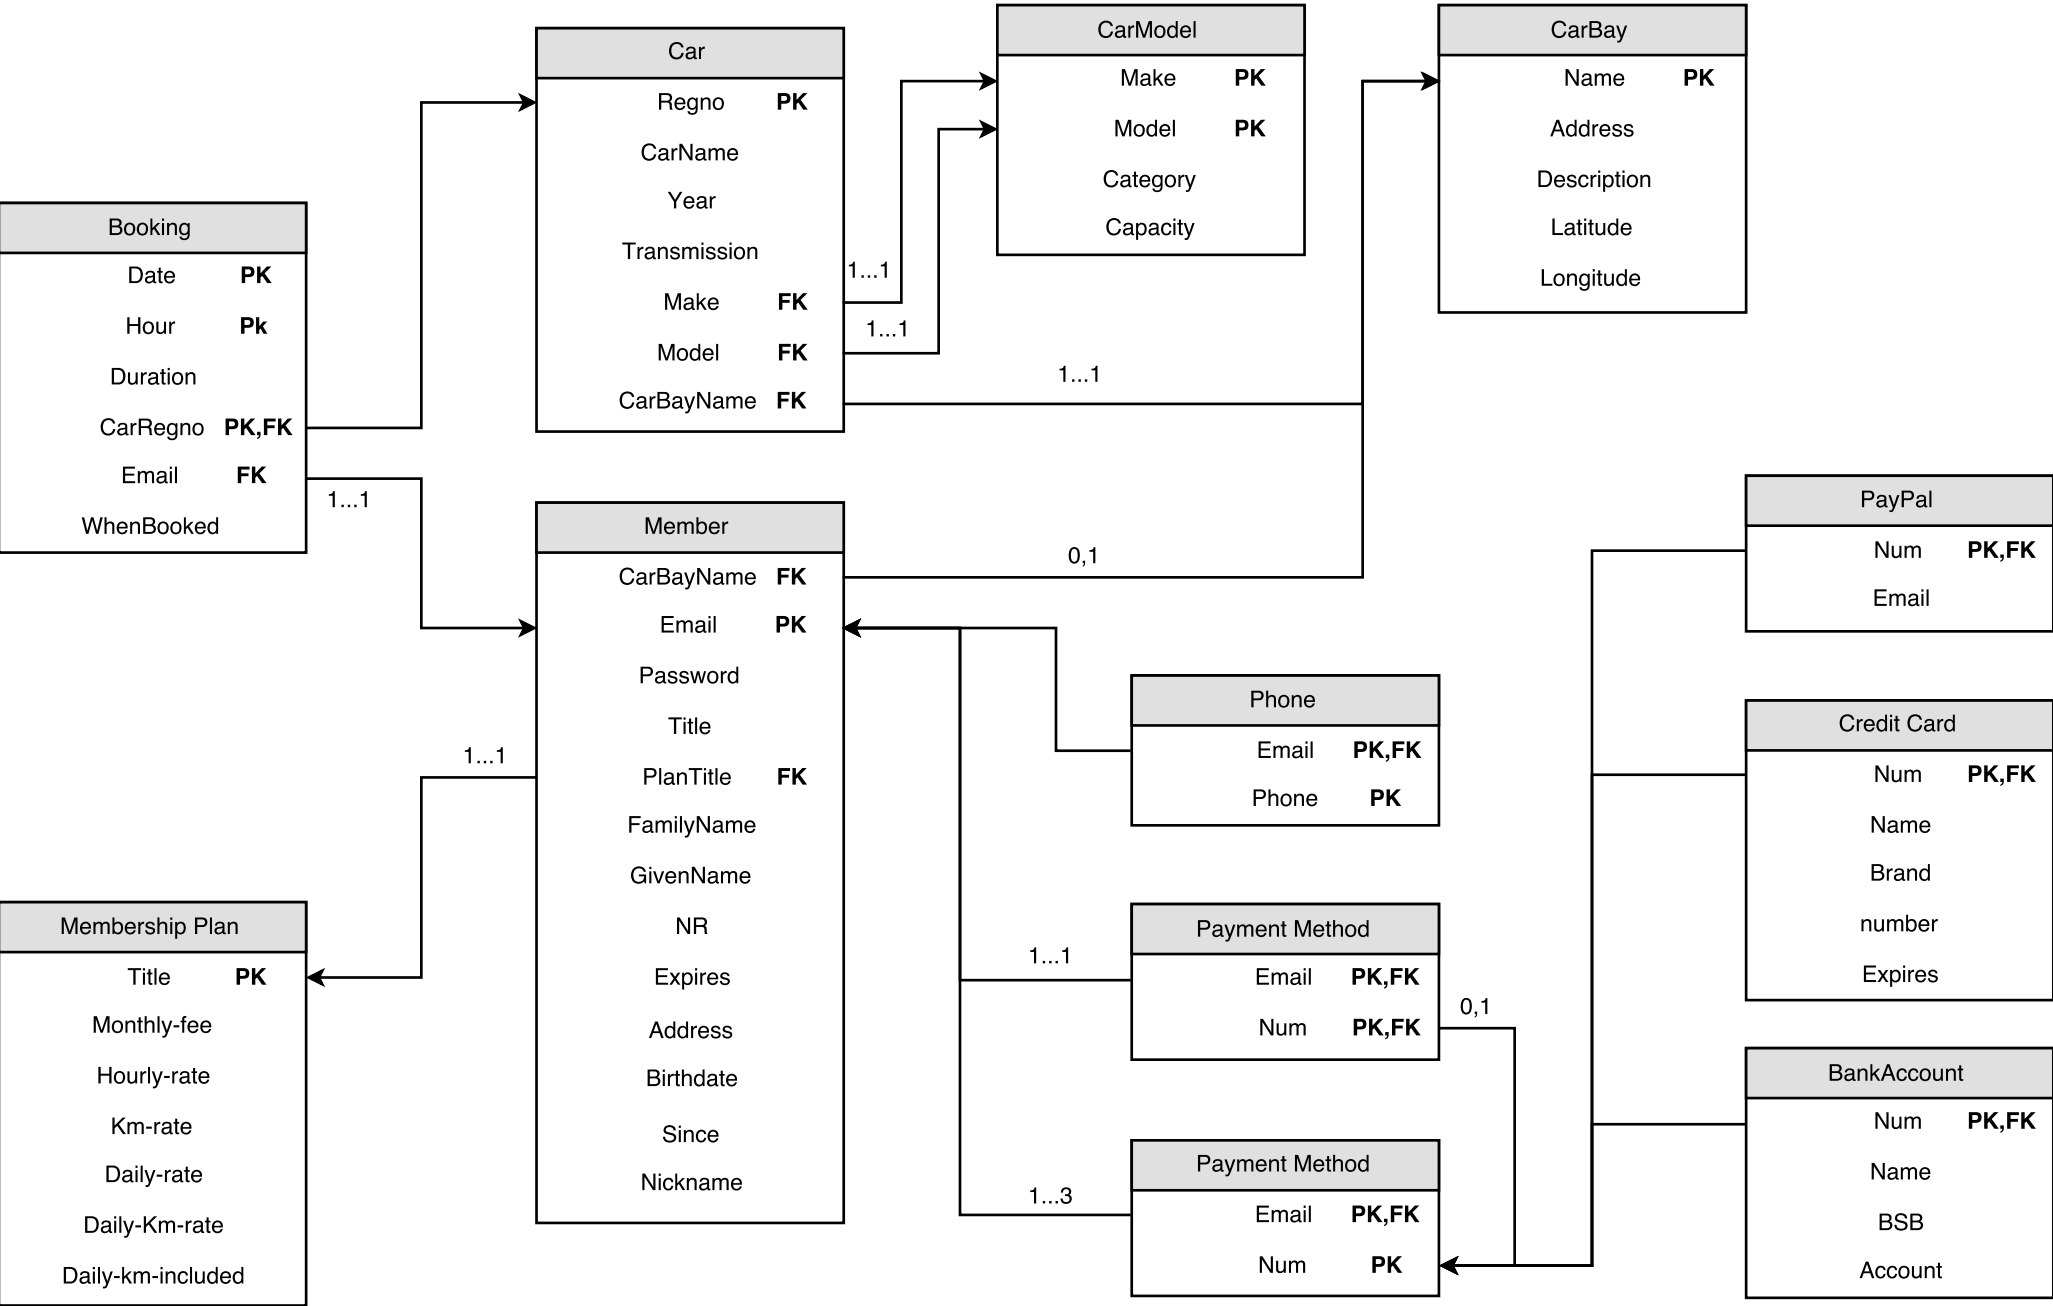 Booking
Date PK
Hour Pk
Duration
CarRegno PK,FK
Email FK
WhenBooked
1...1
Car
Regno PK
CarName
Year
Transmission
Make FK
Model FK
CarBayName FK
1...1
1...1
1...1
CarModel
Make PK
Model PK
Category
Capacity
CarBay
Name PK
Address
Description
Latitude
Longitude
Member
CarBayName FK
Email PK
Password
Title
PlanTitle FK
FamilyName
GivenName
NR
Expires
Address
Birthdate
Since
Nickname
0,1
1...1
Membership Plan
Title PK
Monthly-fee
Hourly-rate
Km-rate
Daily-rate
Daily-Km-rate
Daily-km-included
Phone
Email PK,FK
Phone PK
1...1
Payment Method
Email PK,FK
Num PK,FK
0,1
1...3
Payment Method
Email PK,FK
Num PK
PayPal
Num PK,FK
Email
Credit Card
Num PK,FK
Name
Brand
number
Expires
BankAccount
Num PK,FK
Name
BSB
Account